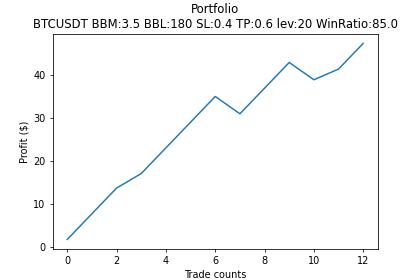 Portfolio
BTCUSDT BBM:3.5 BBL:180 SL:0.4 TP:0.6 lev:20 WinRatio:85.0
Profit ($)
40
30
20
10
0
0 2 4 6 8 10 12
Trade counts